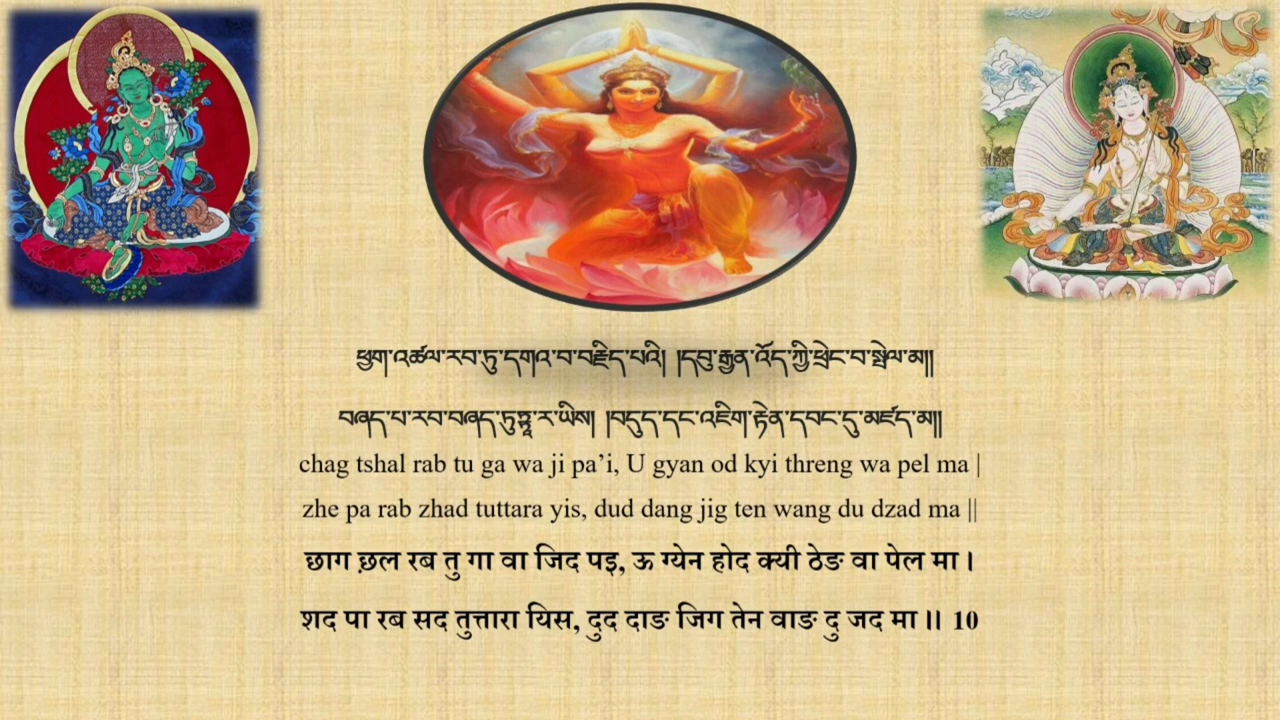 ཕྱག་འཚལ་རབ་ཏུ་དགའ་བ་བརྗིད་པའི། །དབུ་རྒྱན་འོད་ཀྱི་ཕྲེང་བ་སྤེལ་མ།།
བཞད་པ་རབ་བཞད་ཏུཏྟཱ་ར་ཡིས། །བདུད་དང་འཇིག་རྟེན་དབང་དུ་མཛད་མ།།
chag tshal rab tu ga wa ji pa’i, U gyan od kyi threng wa pel ma |
zhe pa rab zhad tuttara yis, dud dang jig ten wang du dzad ma ||
छाग छ़ल रब तु गा वा जिद पइ, ऊ ग्येन होद क्यी ठेङ वा पेल मा ।
शद पा रब सद तुत्तारा यिस, दुद दाङ जिग तेन वाङ दु जद मा ।। 10